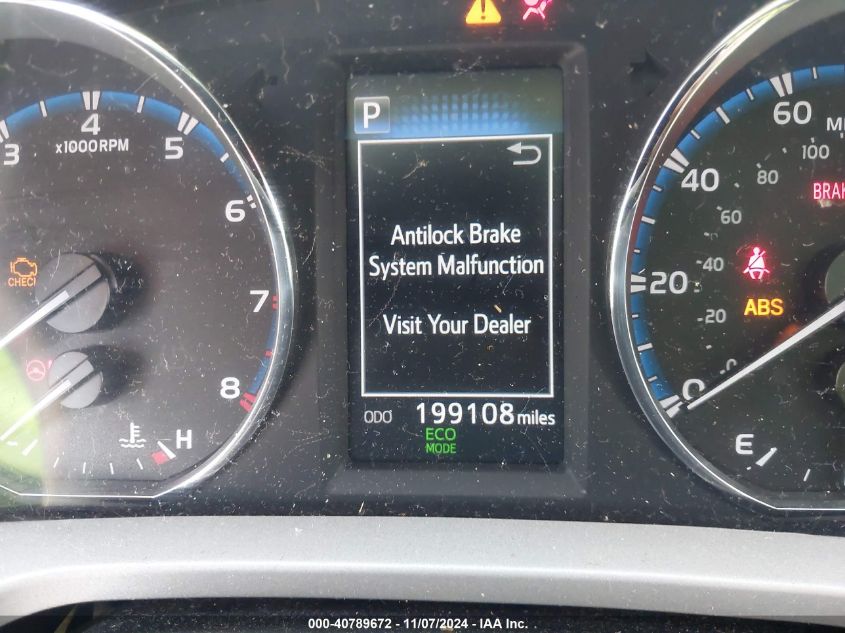 3
4
5
6
7
8
x1000RPM
CHECK
H
P
Antilock Brake
System Malfunction
Visit Your Dealer
ODO 199108 miles
ECO
MODE
60
40
20
0
100
80
60
40
20
0
ABS
E
000-40789672 - 11/07/2024 - IAA Inc.